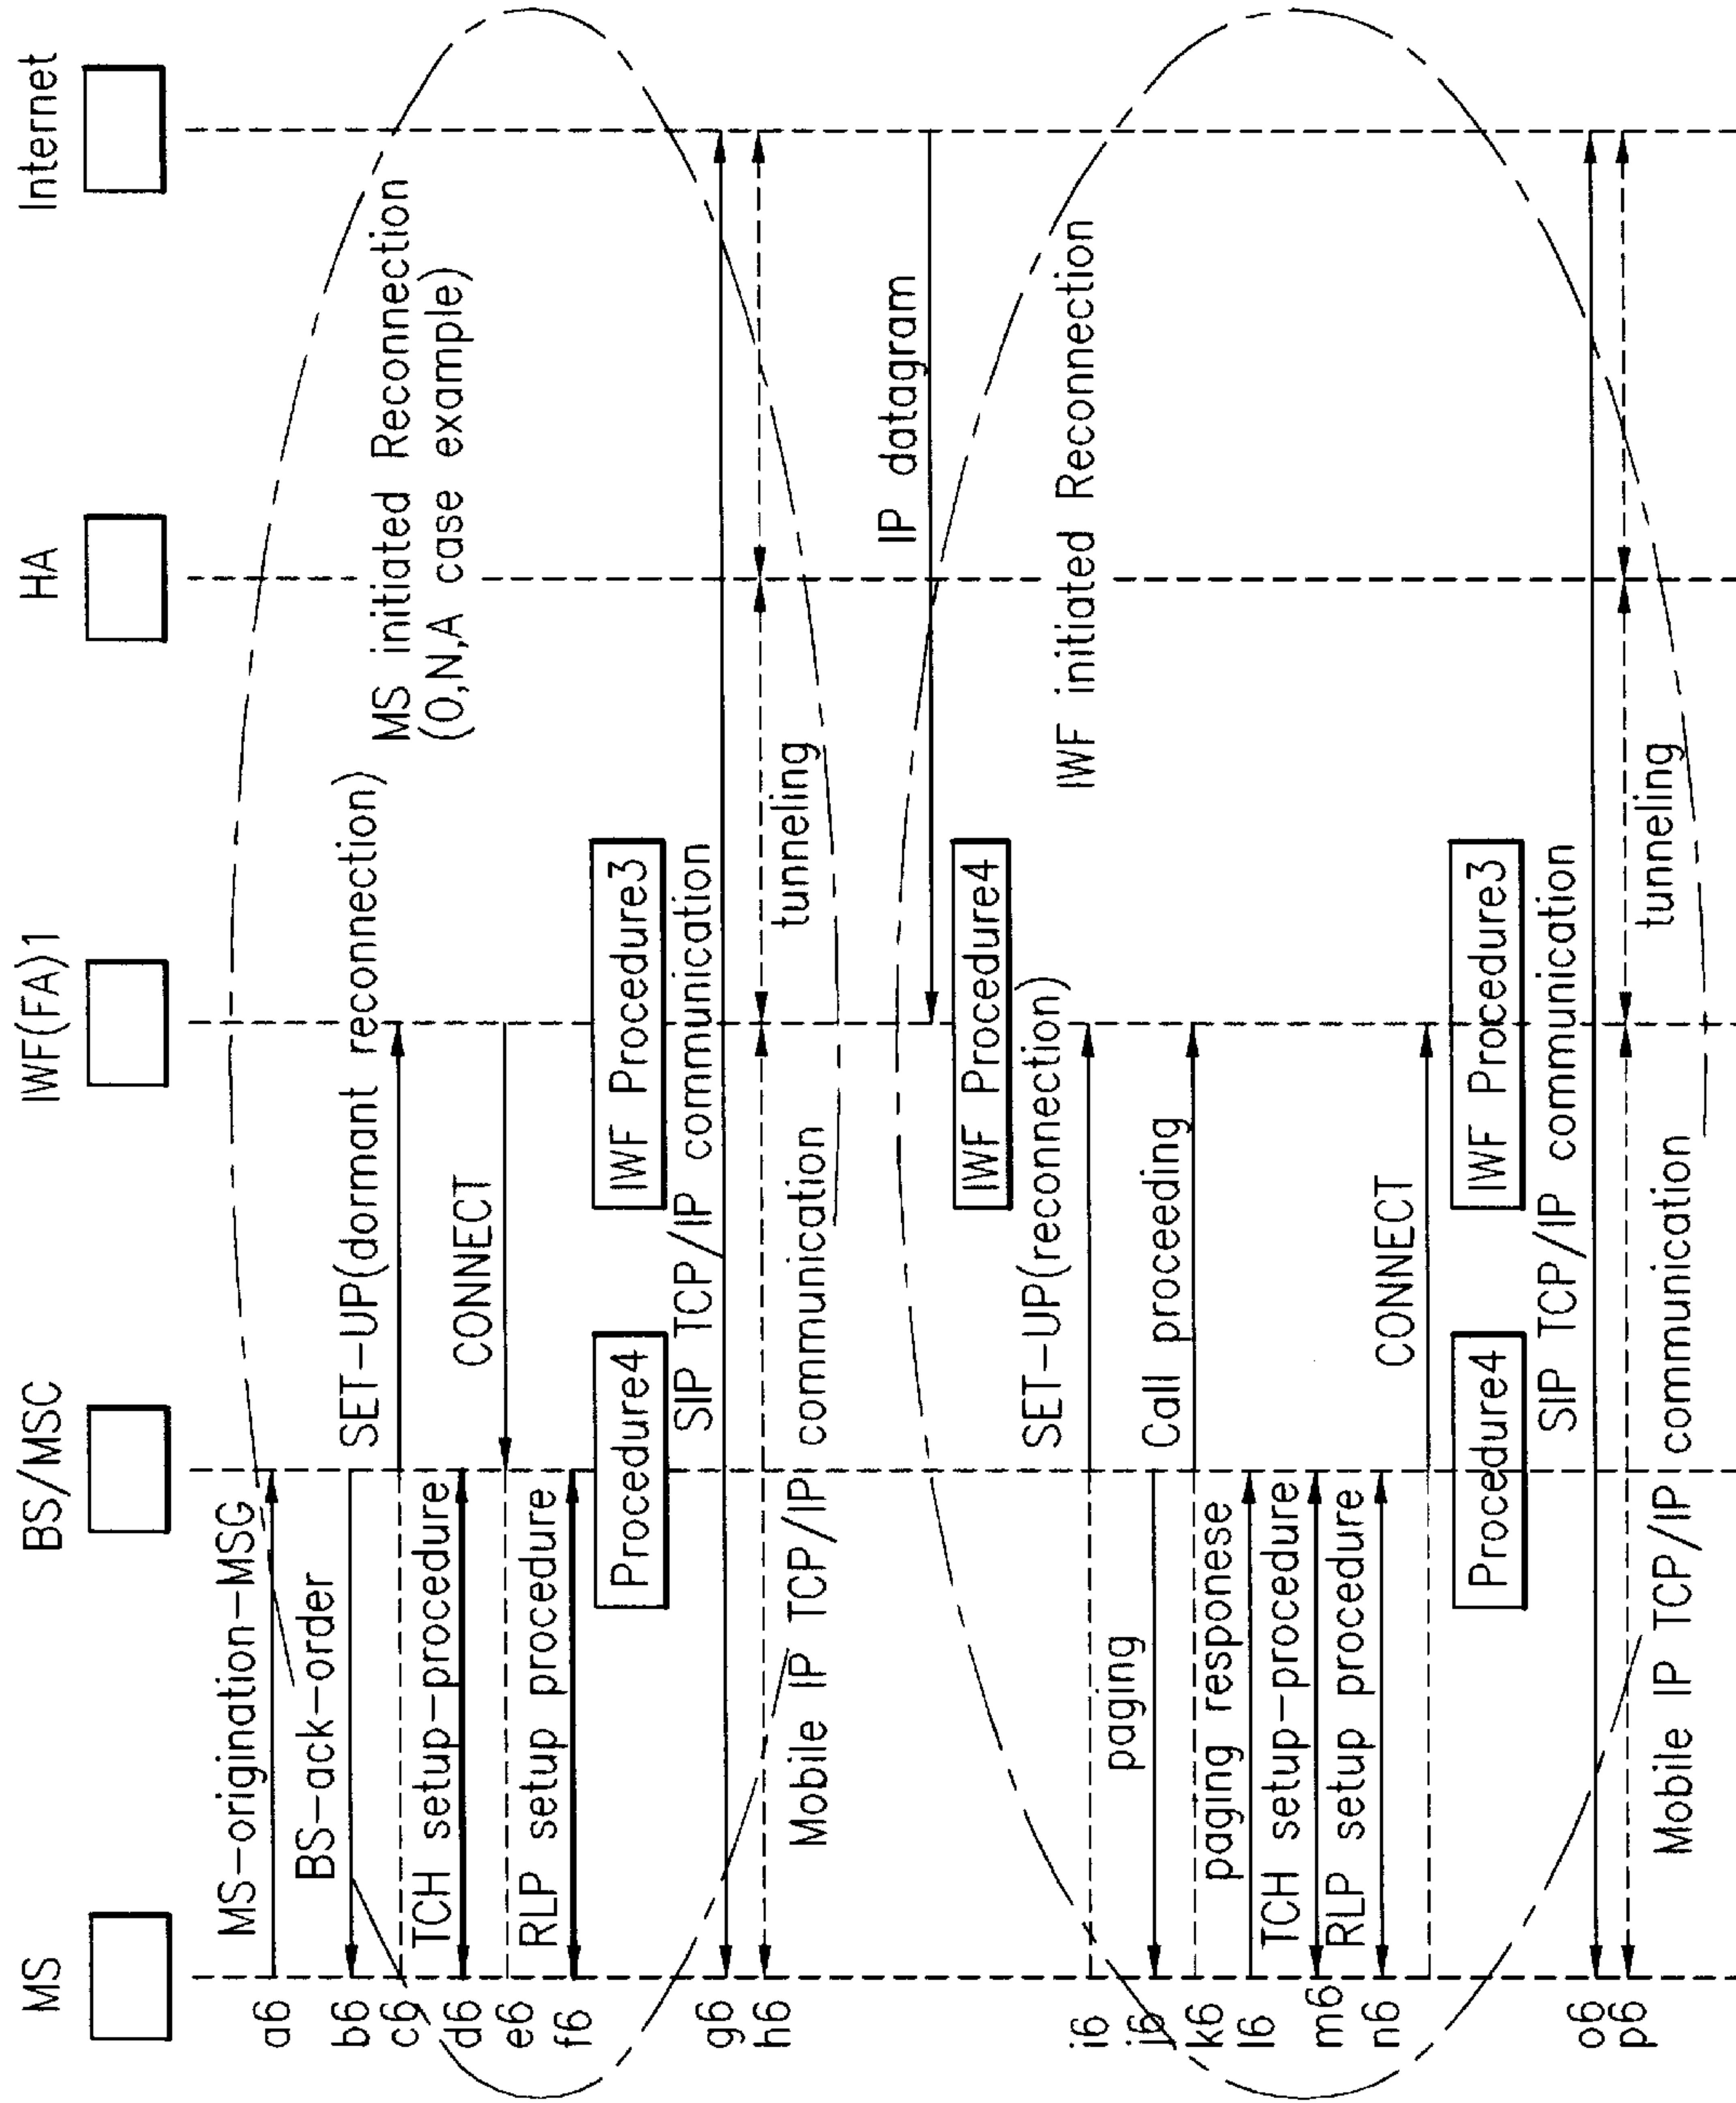 MS
BS/MSC
IWF(FA)1
HA
Internet
a6
MS-origination-MSG
b6
BS-ack-order
c6
SET-UP(dormant reconnection)
MS initiated Reconnection
(O,N,A case example)
d6
TCH setup-procedure
e6
CONNECT
f6
RLP setup procedure
Procedure4
IWF Procedure3
g6
SIP TCP/IP communication
h6
tunneling
Mobile IP TCP/IP communication
IP datagram
IWF Procedure4
i6
SET-UP(reconnection)
IWF initiated Reconnection
j6
paging
k6
Call proceeding
l6
paging responese
m6
TCH setup-procedure
n6
RLP setup procedure
CONNECT
Procedure4
IWF Procedure3
o6
SIP TCP/IP communication
p6
tunneling
Mobile IP TCP/IP communication